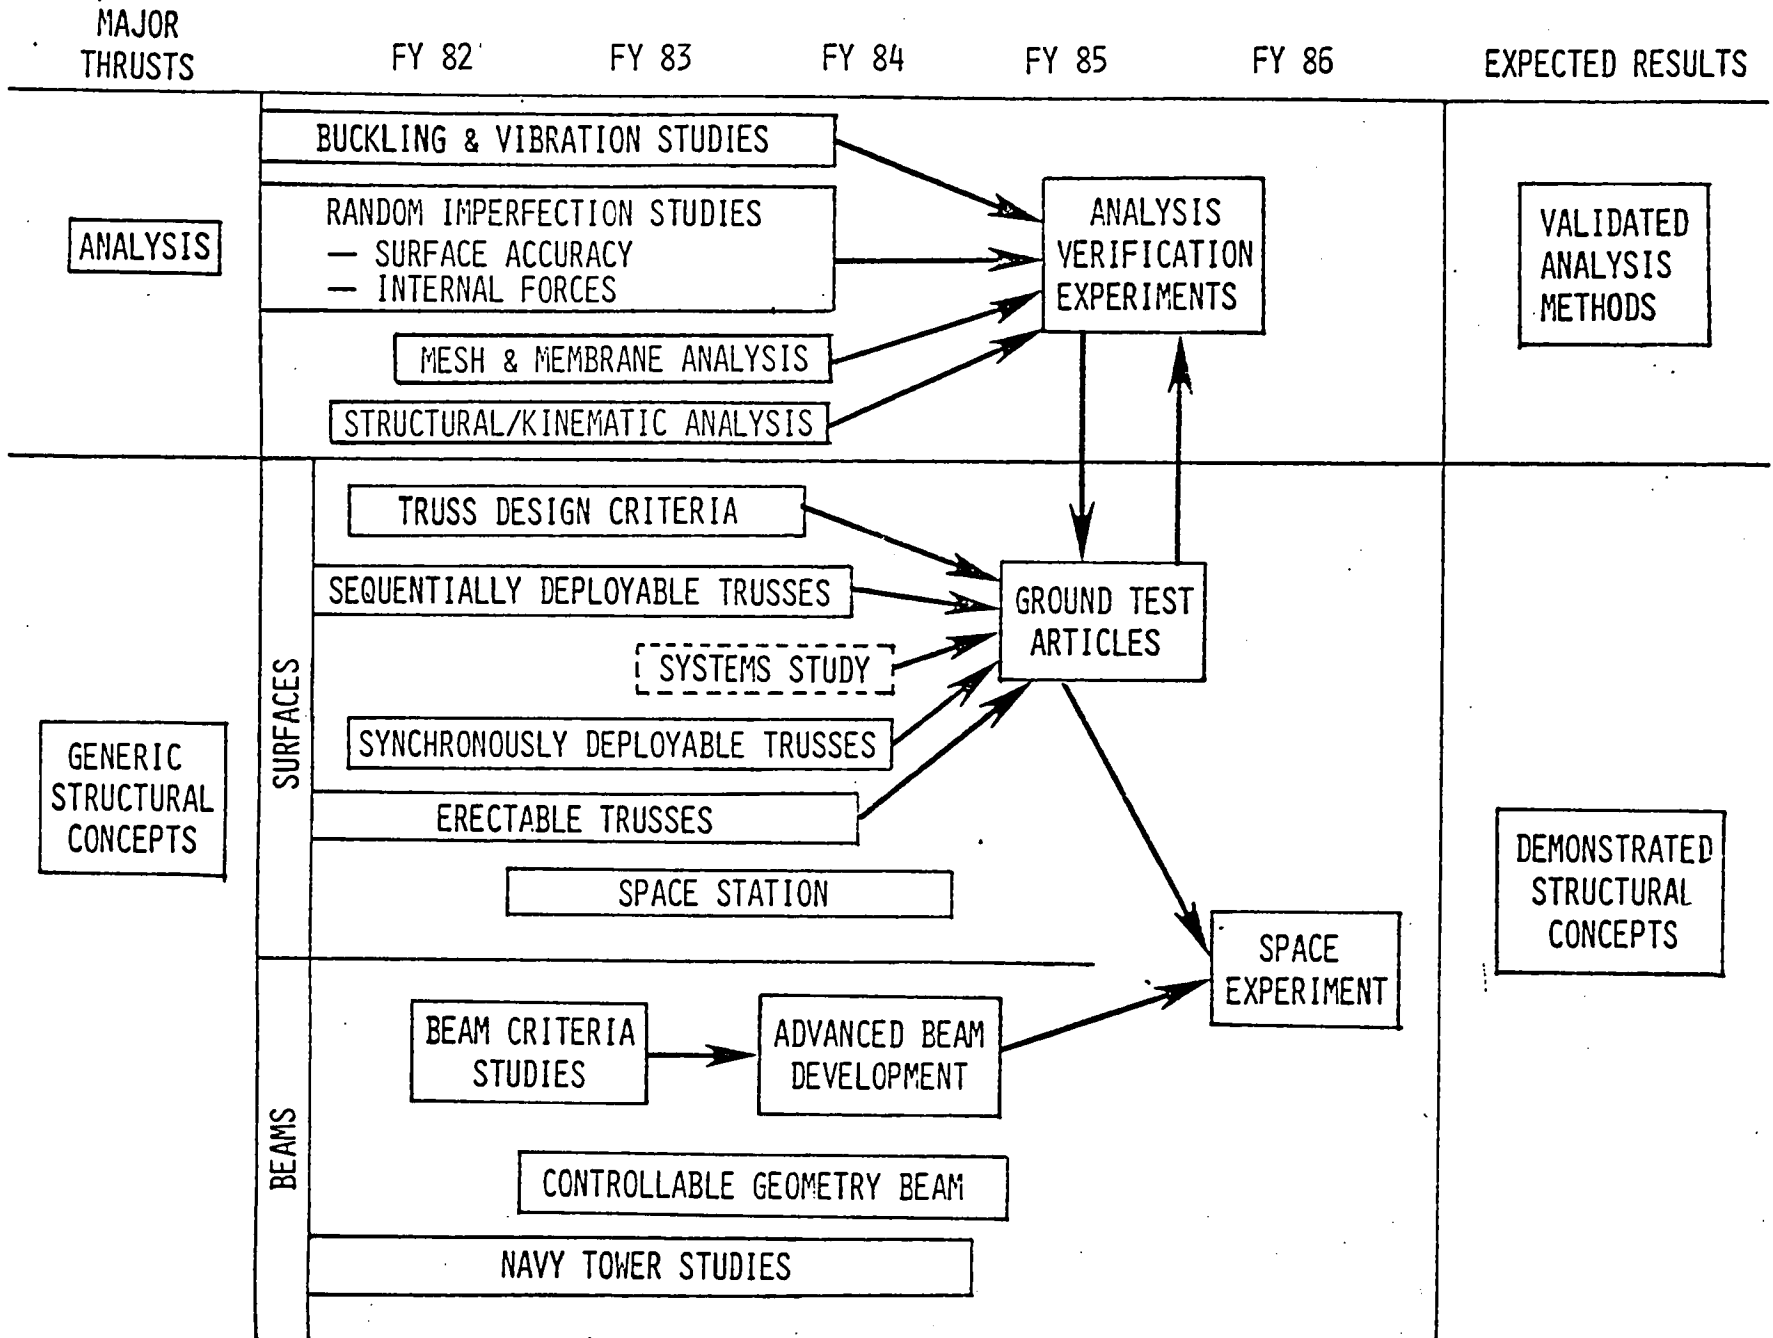 MAJOR
THRUSTS
FY 82
FY 83
FY 84
FY 85
FY 86
EXPECTED RESULTS
ANALYSIS
BUCKLING & VIBRATION STUDIES
RANDOM IMPERFECTION STUDIES
— SURFACE ACCURACY
— INTERNAL FORCES
MESH & MEMBRANE ANALYSIS
STRUCTURAL/KINEMATIC ANALYSIS
ANALYSIS
VERIFICATION
EXPERIMENTS
VALIDATED
ANALYSIS
METHODS
GENERIC
STRUCTURAL
CONCEPTS
SURFACES
TRUSS DESIGN CRITERIA
SEQUENTIALLY DEPLOYABLE TRUSSES
SYSTEMS STUDY
SYNCHRONOUSLY DEPLOYABLE TRUSSES
ERECTABLE TRUSSES
SPACE STATION
GROUND TEST
ARTICLES
BEAMS
BEAM CRITERIA
STUDIES
ADVANCED BEAM
DEVELOPMENT
CONTROLLABLE GEOMETRY BEAM
NAVY TOWER STUDIES
SPACE
EXPERIMENT
DEMONSTRATED
STRUCTURAL
CONCEPTS